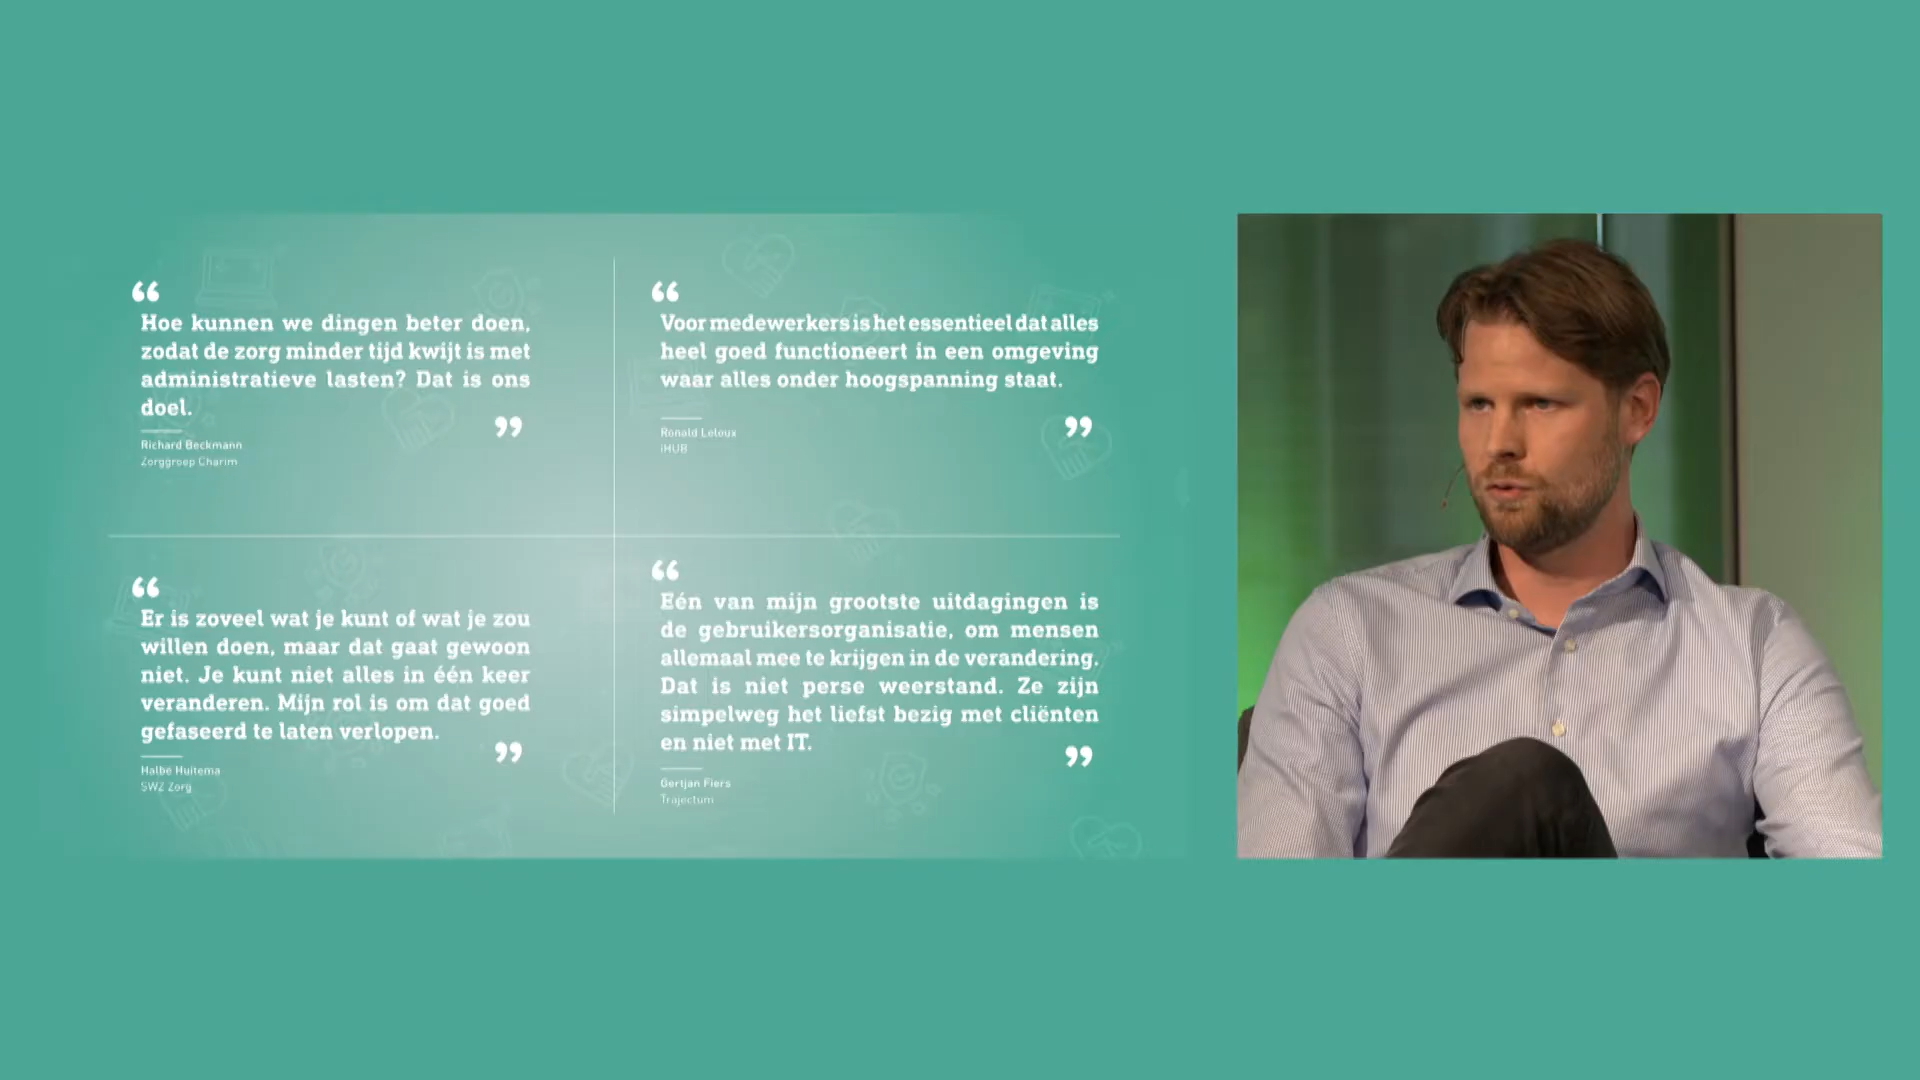 “
Hoe kunnen we dingen beter doen,
zodat de zorg minder tijd kwijt is met
administratieve lasten? Dat is ons
doel.
”
Richard Beckmann
Zorggroep Charim
“
Voor medewerkers is het essentieel dat alles
heel goed functioneert in een omgeving
waar alles onder hoogspanning staat.
”
Ronald Leloux
iHUB
“
Er is zoveel wat je kunt of wat je zou
willen doen, maar dat gaat gewoon
niet. Je kunt niet alles in één keer
veranderen. Mijn rol is om dat goed
gefaseerd te laten verlopen.
”
Halbe Huitema
SWZ Zorg
“
Eén van mijn grootste uitdagingen is
de gebruikersorganisatie, om mensen
allemaal mee te krijgen in de verandering.
Dat is niet perse weerstand. Ze zijn
simpelweg het liefst bezig met cliënten
en niet met IT.
”
Gertjan Fiers
Trajectum